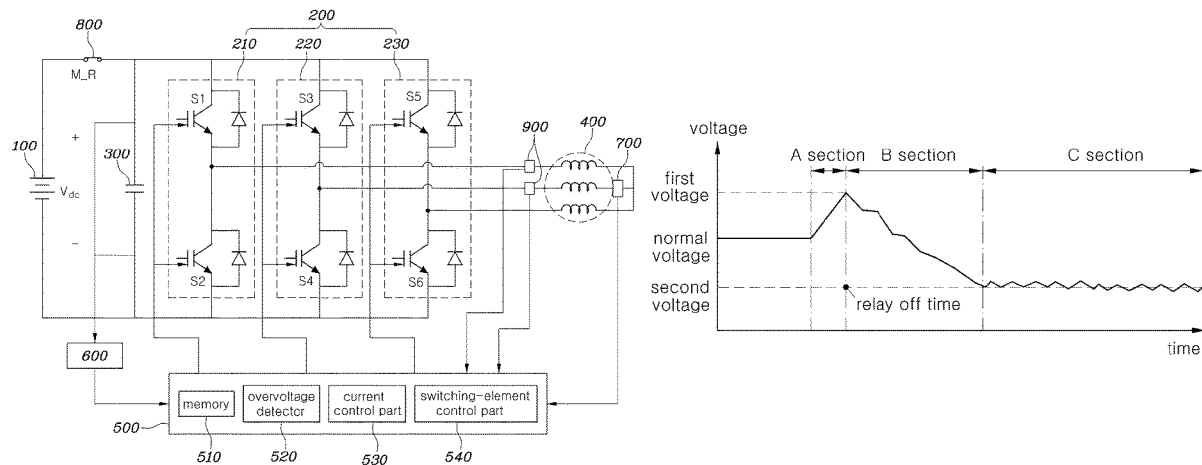 200
800
210
220
230
M_R
S1
S3
S5
400
900
700
100
+
300
Vdc
−
S2
S4
S6
600
memory
overvoltage
detector
current
control part
switching-element
control part
500
510
520
530
540
voltage
A section
B section
C section
first
voltage
normal
voltage
second
voltage
relay off time
time